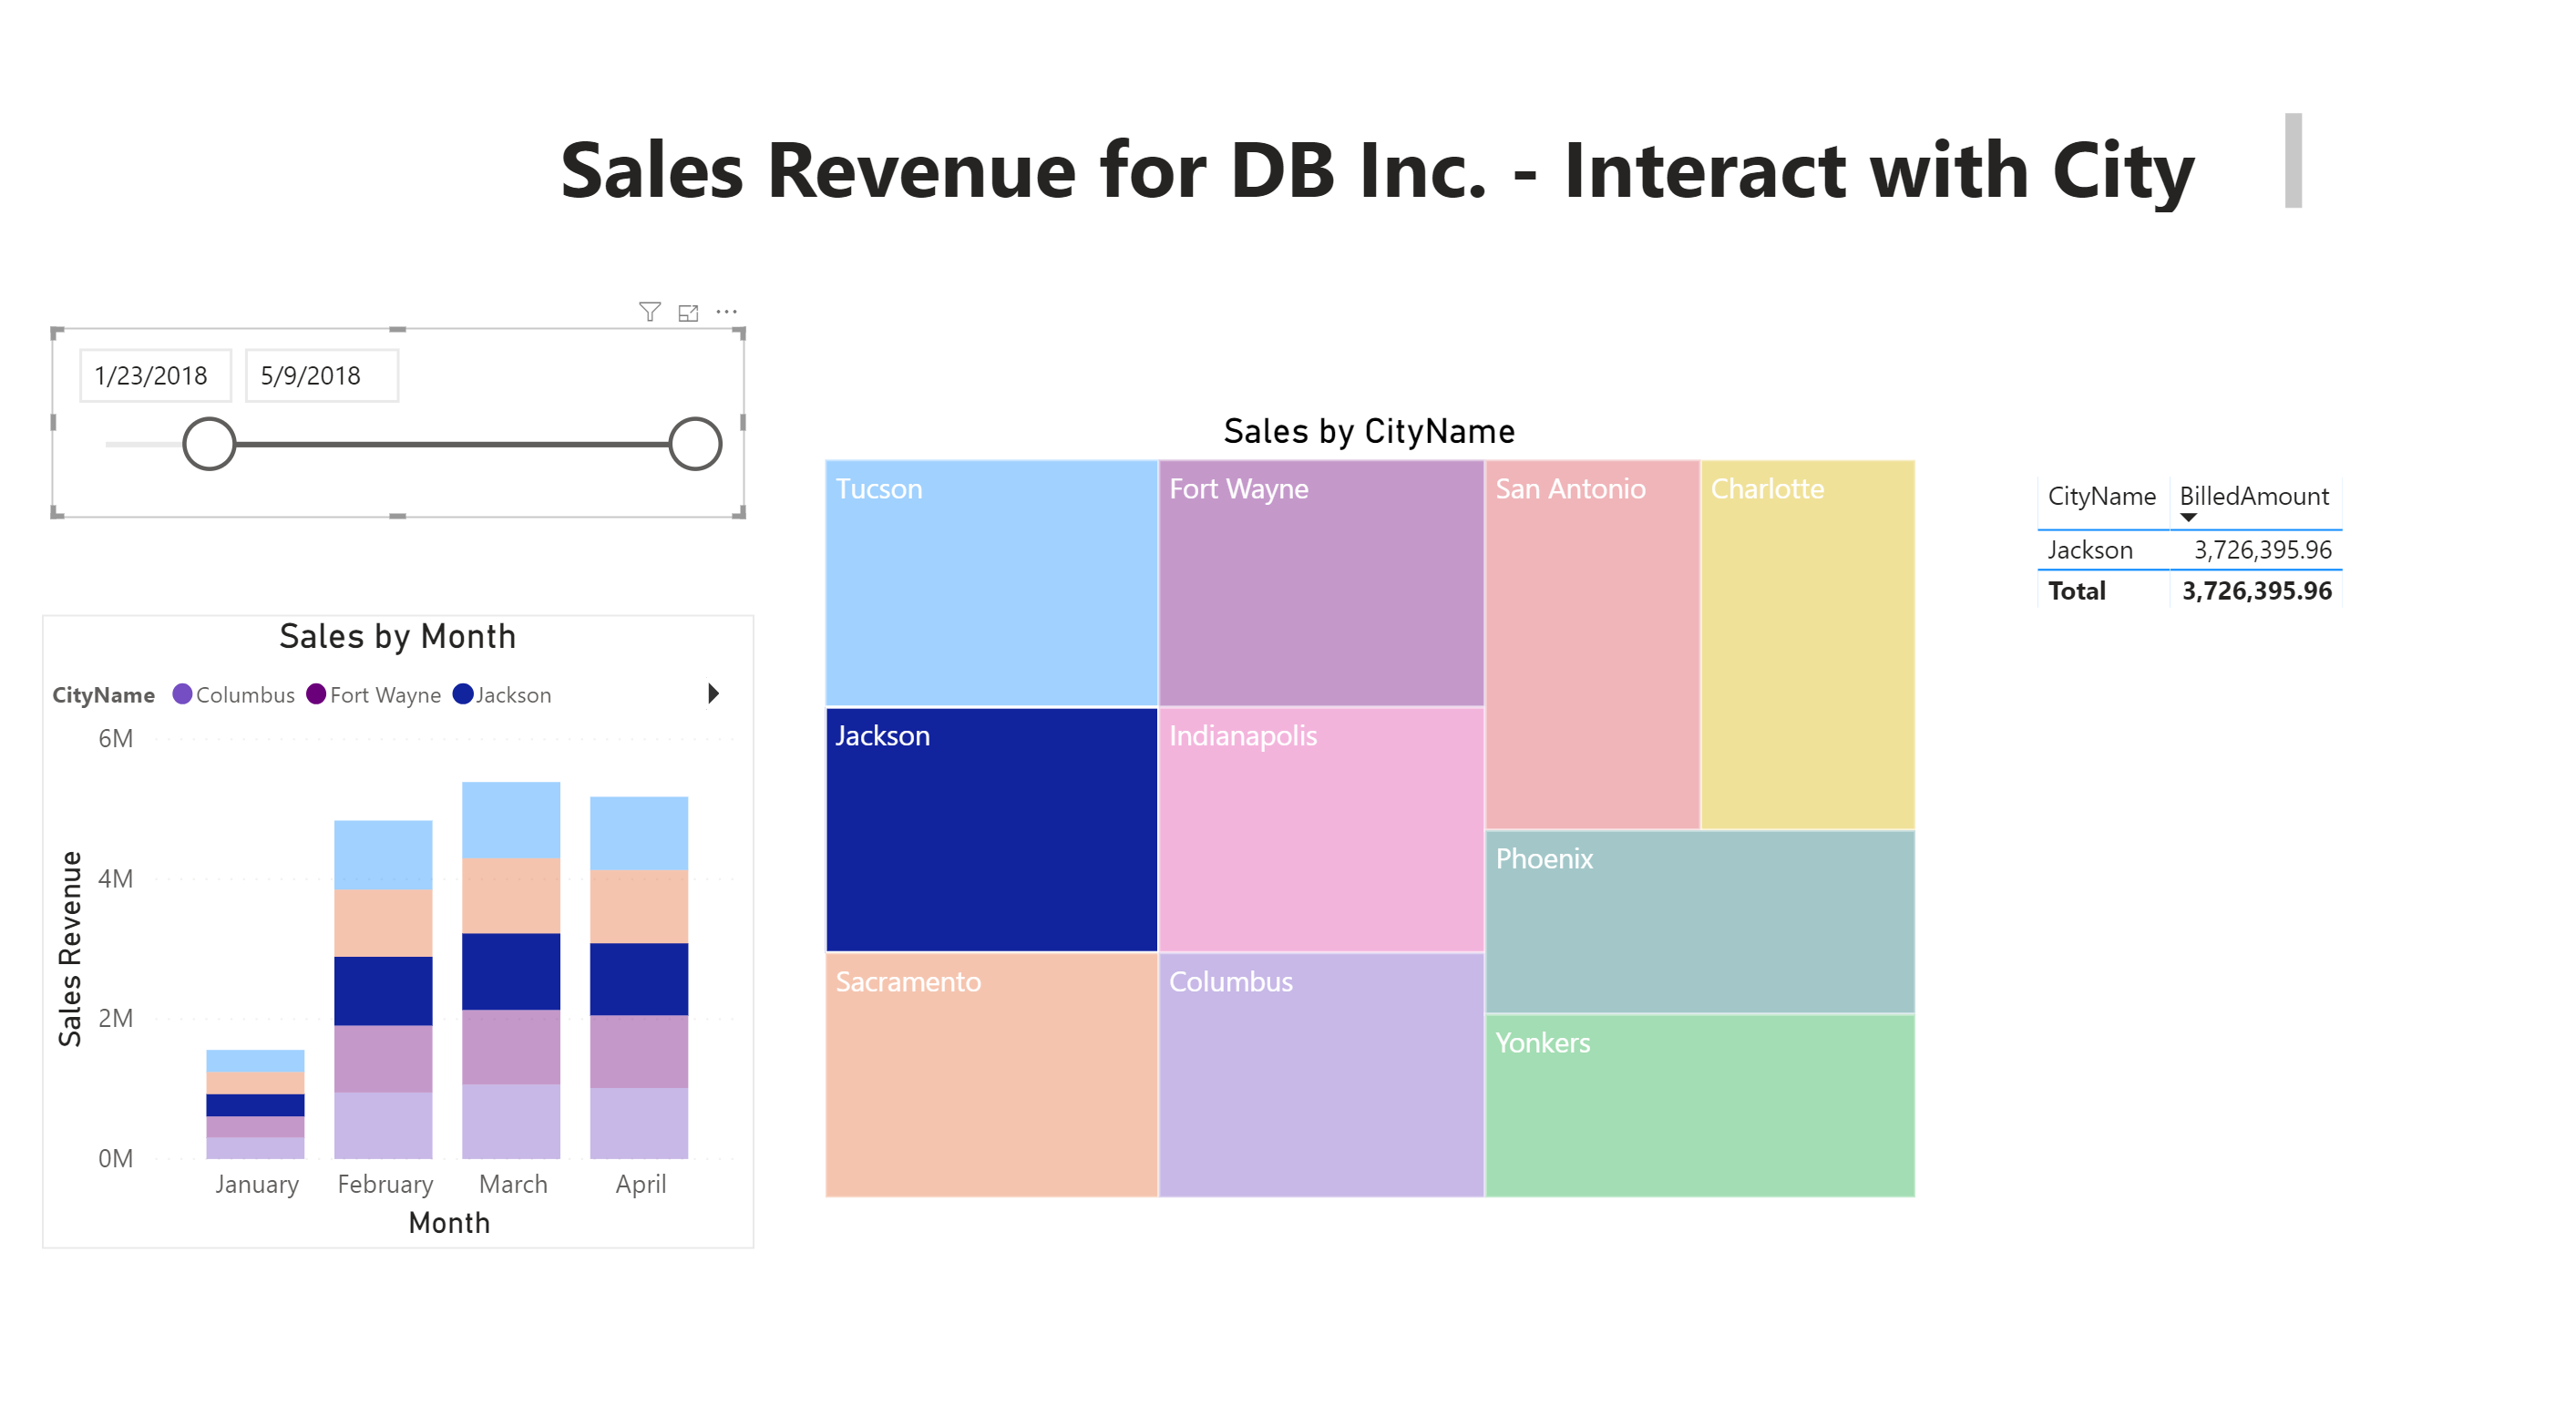 Sales Revenue for DB Inc. - Interact with City
1/23/2018 5/9/2018
Sales by Month
CityName Columbus Fort Wayne Jackson
6M
4M
2M
0M
Sales Revenue
January February March April
Month
Sales by CityName
Tucson Fort Wayne San Antonio Charlotte
Jackson Indianapolis
Phoenix
Sacramento Columbus
Yonkers
CityName BilledAmount
Jackson 3,726,395.96
Total 3,726,395.96